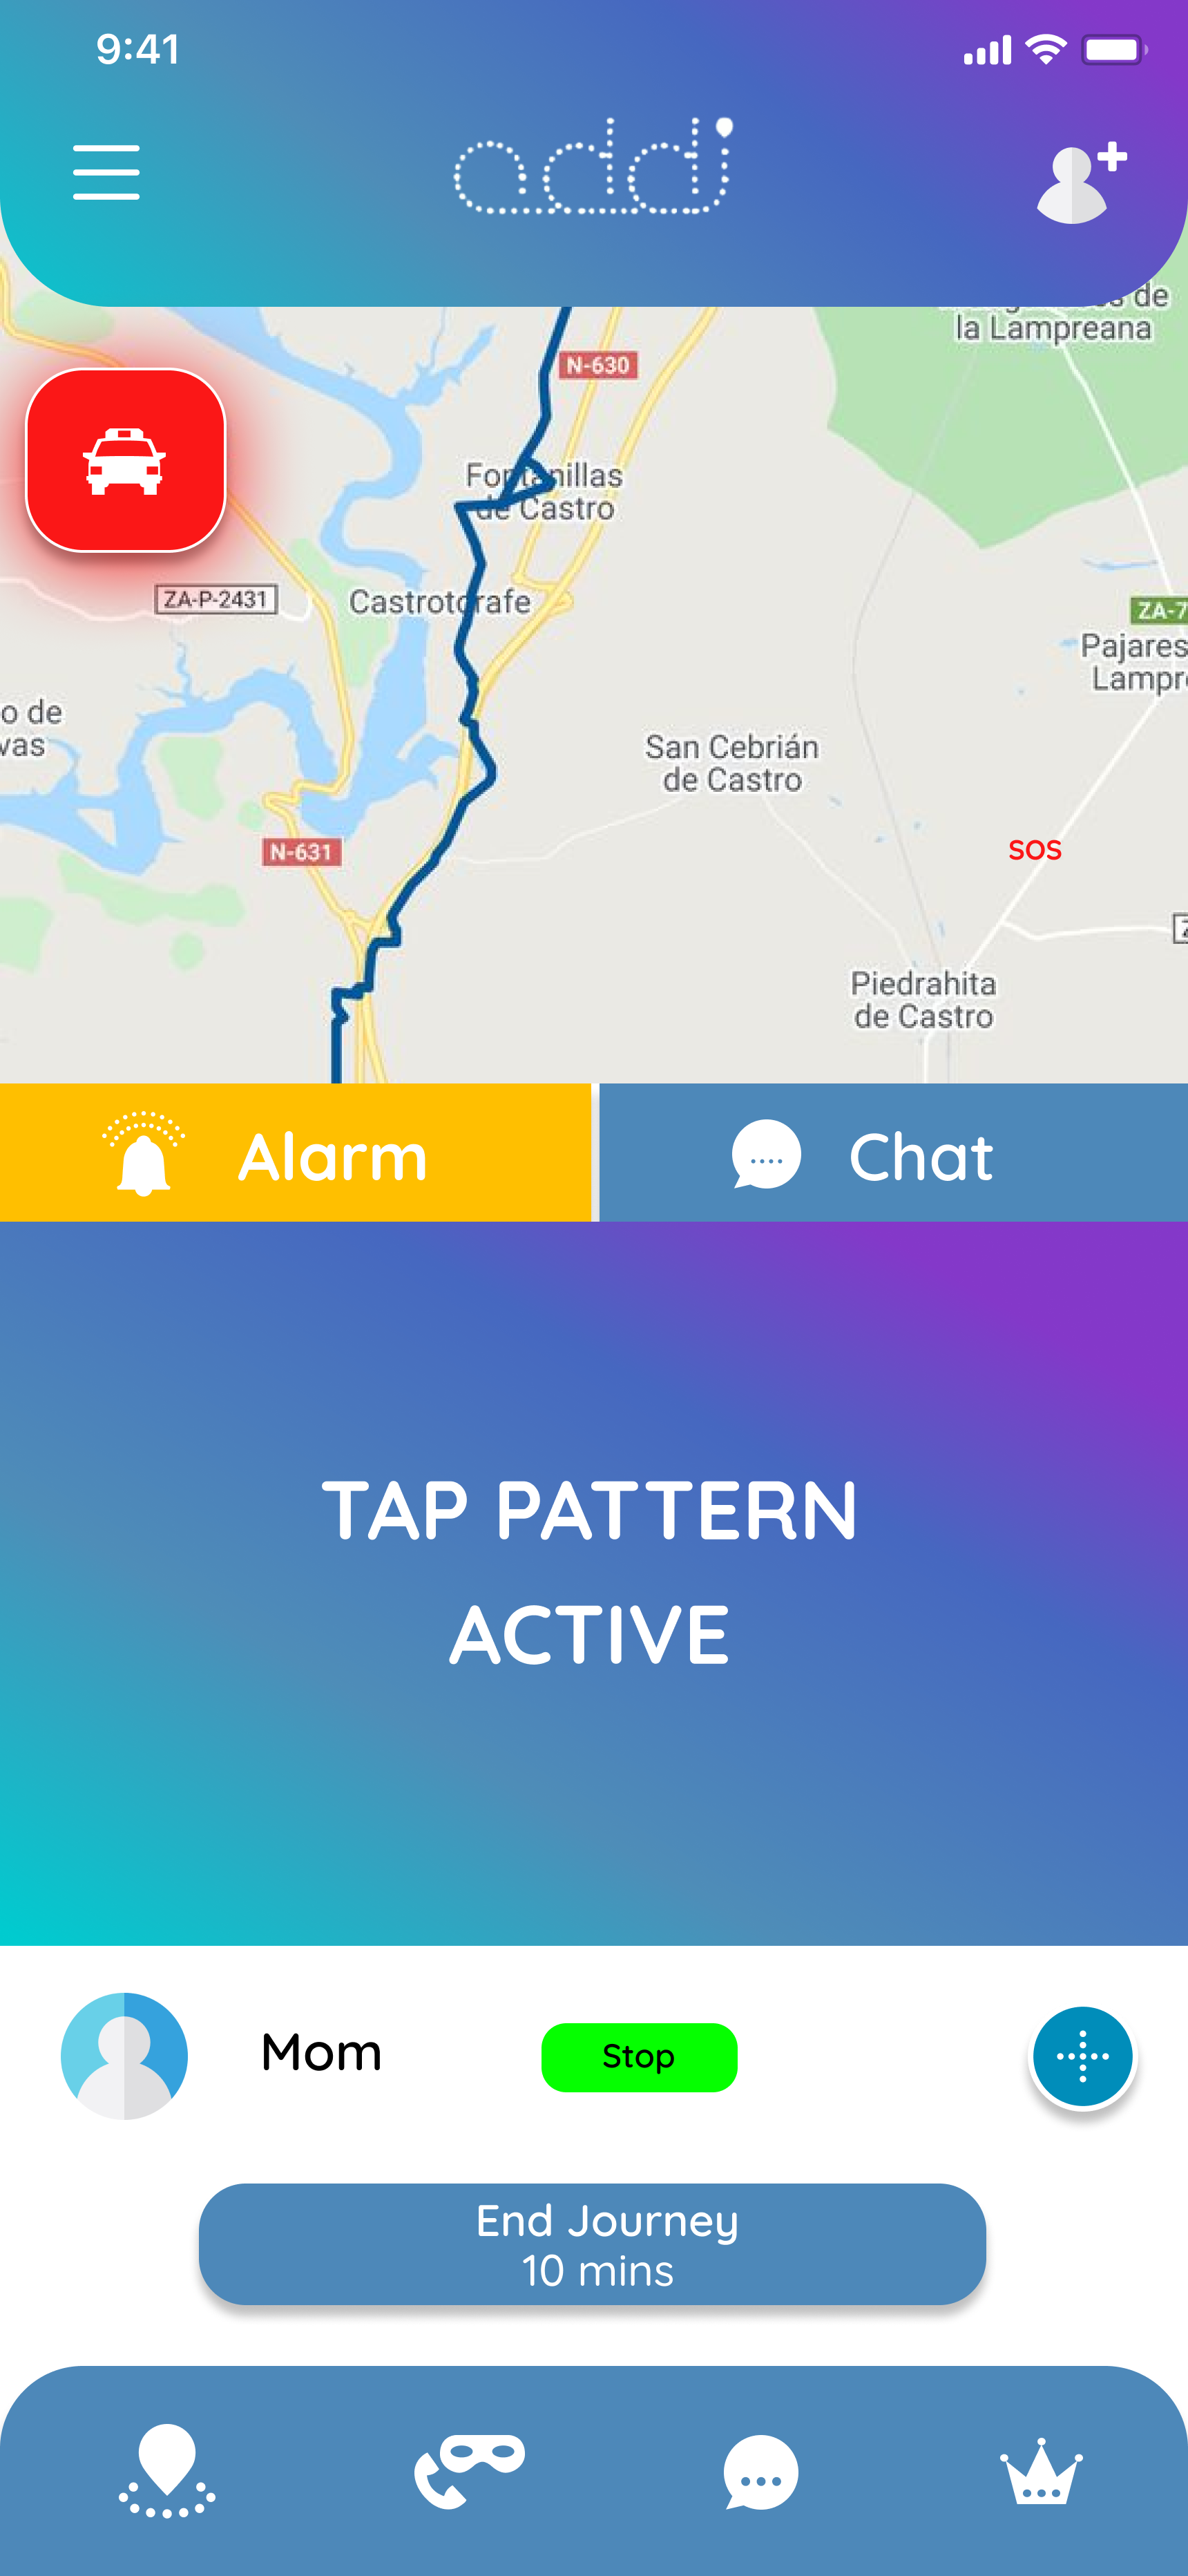 9:41
addi
de
la Lampreana
N-630
Fontanillas
de Castro
ZA-P-2431
Castrotorafe
ZA-7
Pajares
Lampr
o de
vas
San Cebrián
de Castro
N-631
SOS
Piedrahita
de Castro
Alarm
Chat
TAP PATTERN
ACTIVE
Mom
Stop
End Journey
10 mins